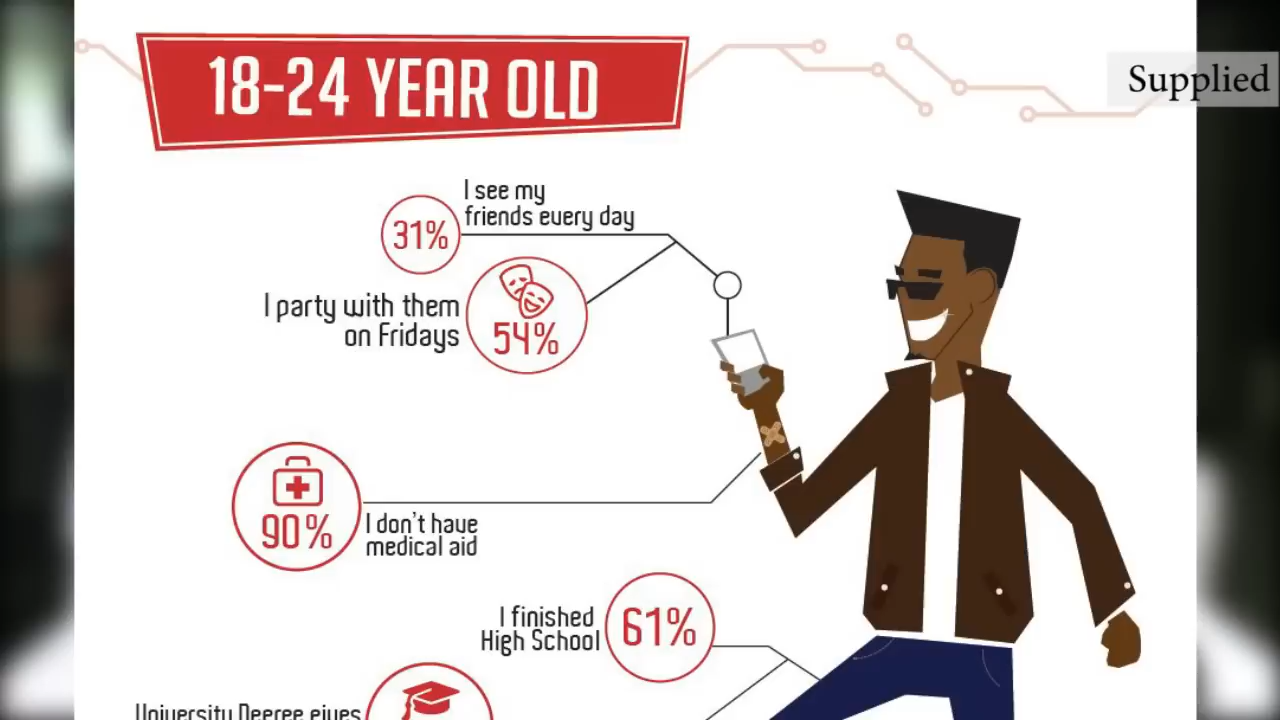 18-24 YEAR OLD
Supplied
I see my
friends every day
31%
I party with them
on Fridays
54%
90%
I don't have
medical aid
I finished
High School
61%
University Degree gives